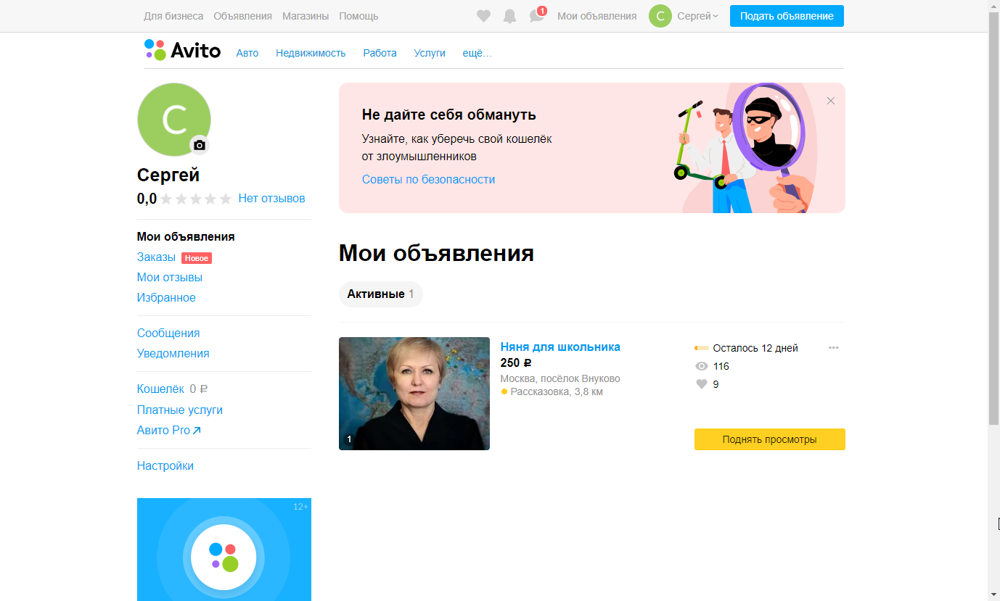 Для бизнеса Объявления Магазины Помощь 1 Мои объявления С Сергей Подать объявление
Avito Авто Недвижимость Работа Услуги ещё...
С
Сергей
0,0 Нет отзывов
Мои объявления
Заказы Новое
Мои отзывы
Избранное
Сообщения
Уведомления
Кошелёк 0 ₽
Платные услуги
Авито Pro
Настройки
12+
Не дайте себя обмануть
Узнайте, как уберечь свой кошелёк
от злоумышленников
Советы по безопасности
Мои объявления
Активные 1
1
Няня для школьника
250 ₽
Москва, посёлок Внуково
Рассказовка, 3,8 км
Осталось 12 дней
116
9
Поднять просмотры